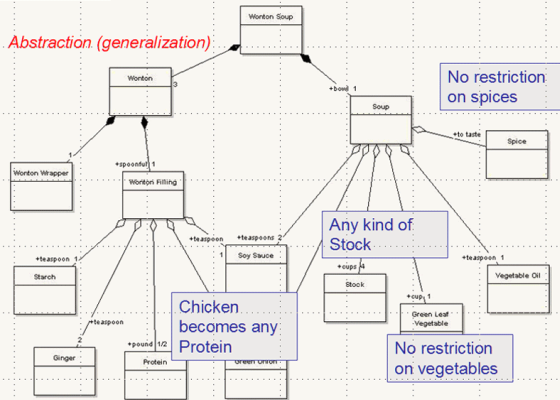 Wonton Soup
Abstraction (generalization)
Wonton
3
+bowl 1
Soup
No restriction
on spices
+to taste
Spice
1
+spoonful 1
Wonton Wrapper
Wonton Filling
+teaspoon 1
+teaspoon
1
+teaspoons 2
Any kind of
Stock
+teaspoon 1
Starch
Soy Sauce
+cups 4
Stock
Vegetable Oil
+teaspoon
2
Chicken
becomes any
Protein
+cup 1
Green Leaf
Vegetable
+pound 1/2
Ginger
Protein
Green Onion
No restriction
on vegetables